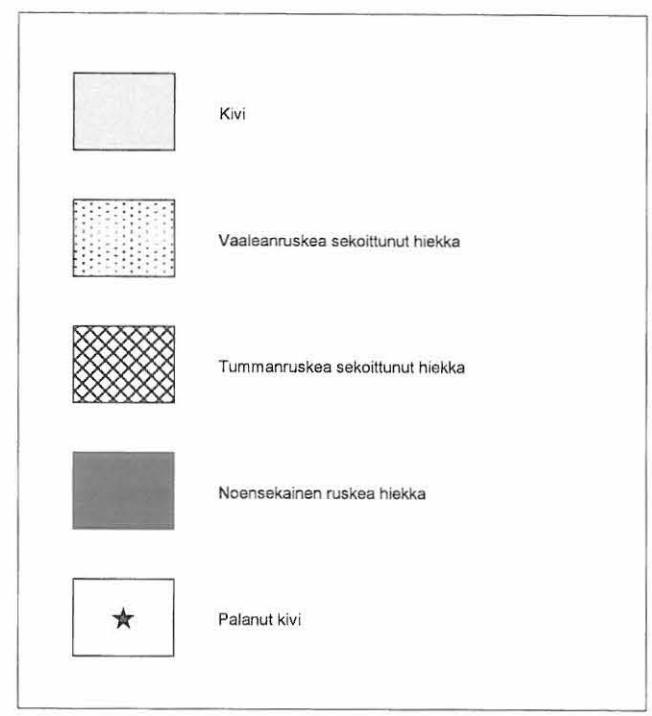 Kivi
Vaaleanruskea sekoittunut hiekka
Tummanruskea sekoittunut hiekka
Noensekainen ruskea hiekka
Palanut kivi